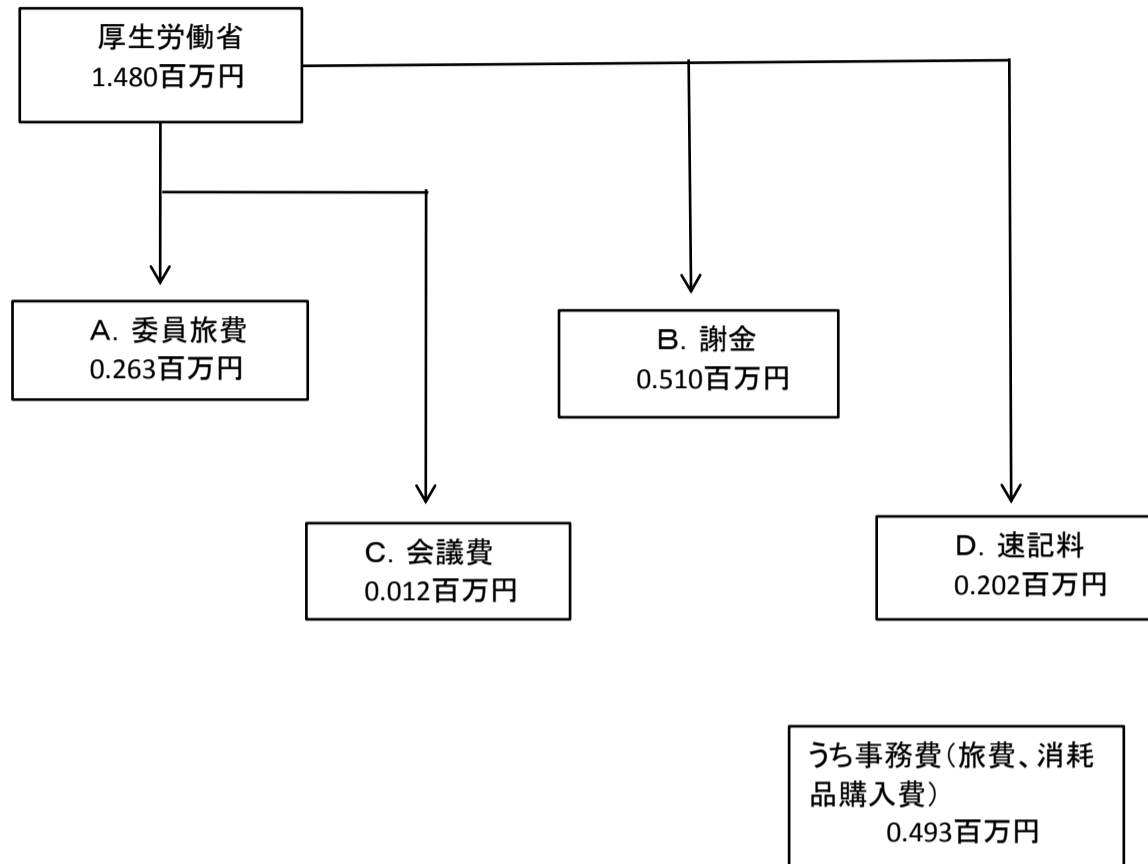 厚生労働省
1.480百万円
A. 委員旅費
0.263百万円
B. 謝金
0.510百万円
C. 会議費
0.012百万円
D. 速記料
0.202百万円
うち事務費(旅費、消耗
品購入費)
0.493百万円